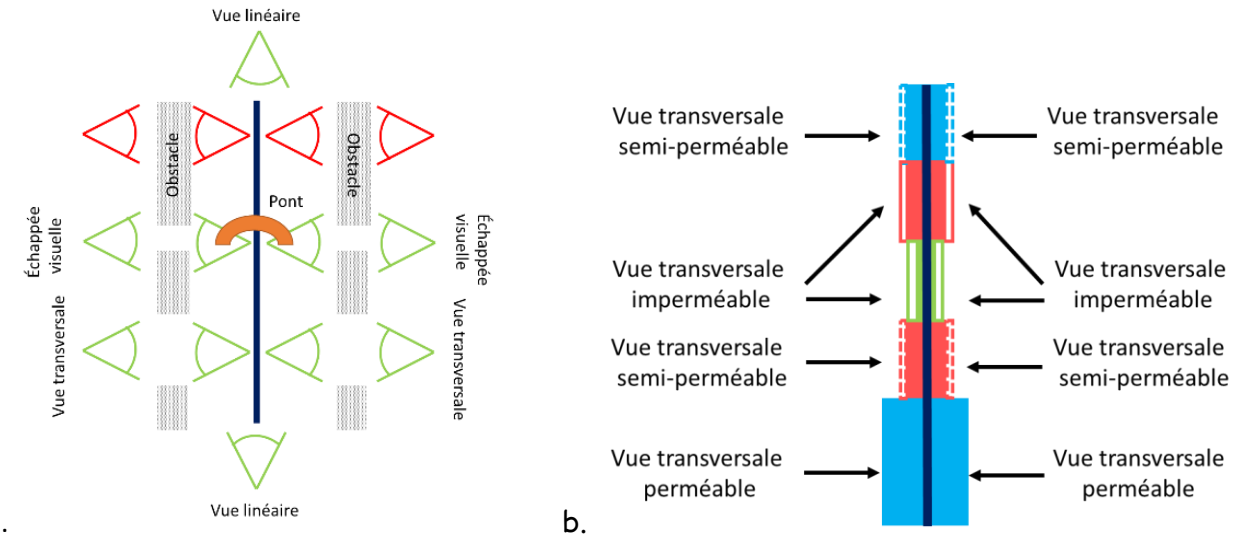 Vue linéaire
Obstacle
Obstacle
Pont
Échappée
visuelle
Échappée
visuelle
Vue transversale
Vue transversale
Vue linéaire
.
Vue transversale
semi-perméable
Vue transversale
semi-perméable
Vue transversale
imperméable
Vue transversale
imperméable
Vue transversale
semi-perméable
Vue transversale
semi-perméable
Vue transversale
perméable
Vue transversale
perméable
b.